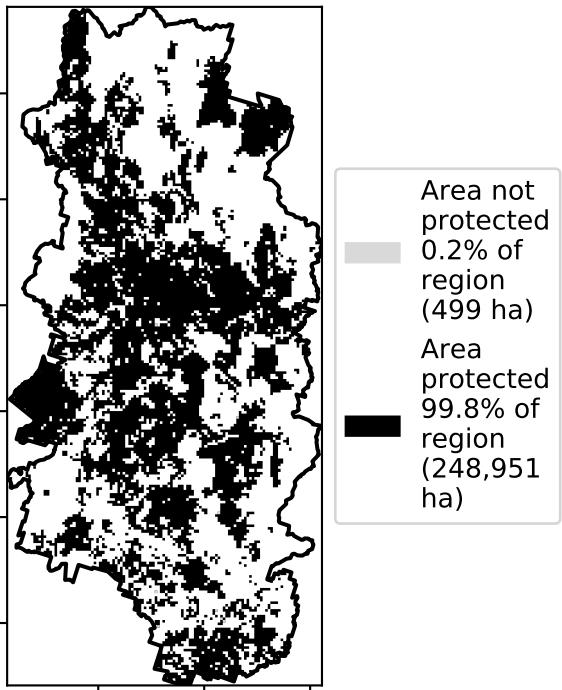 Area not
protected
0.2% of
region
(499 ha)
Area
protected
99.8% of
region
(248,951
ha)